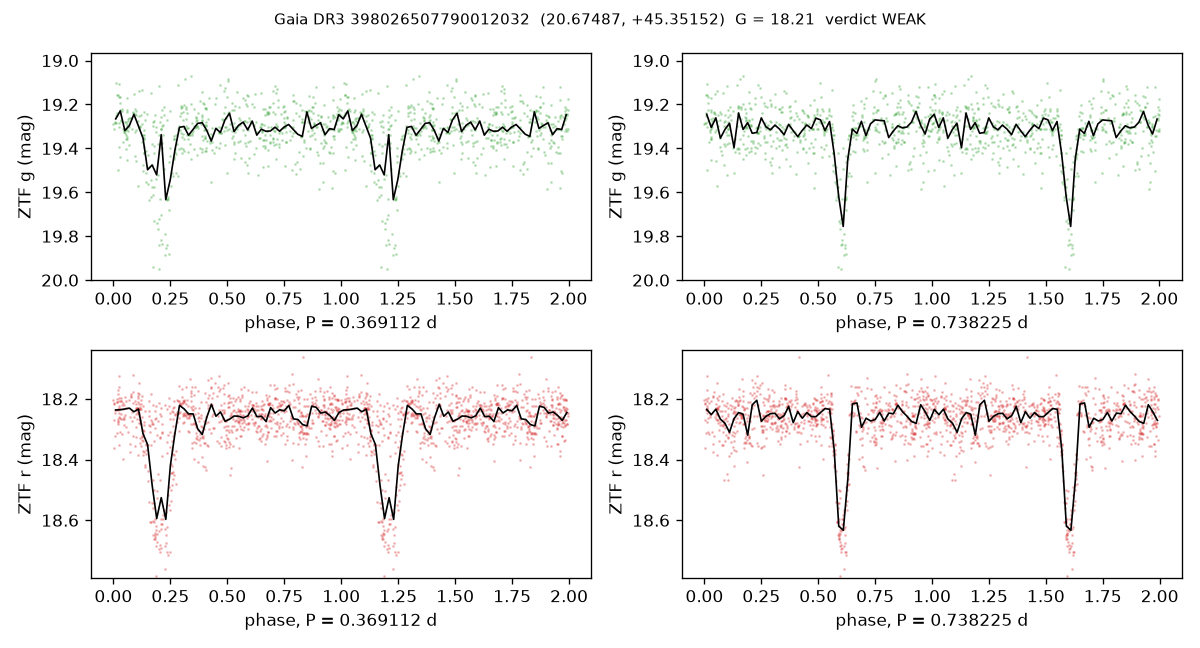 Gaia DR3 398026507790012032  (20.67487, +45.35152)  G = 18.21  verdict WEAK
19.0
19.2
19.4
19.6
19.8
20.0
ZTF g (mag)
0.00 0.25 0.50 0.75 1.00 1.25 1.50 1.75 2.00
phase, P = 0.369112 d
19.0
19.2
19.4
19.6
19.8
20.0
ZTF g (mag)
0.00 0.25 0.50 0.75 1.00 1.25 1.50 1.75 2.00
phase, P = 0.738225 d
18.2
18.4
18.6
ZTF r (mag)
0.00 0.25 0.50 0.75 1.00 1.25 1.50 1.75 2.00
phase, P = 0.369112 d
18.2
18.4
18.6
ZTF r (mag)
0.00 0.25 0.50 0.75 1.00 1.25 1.50 1.75 2.00
phase, P = 0.738225 d